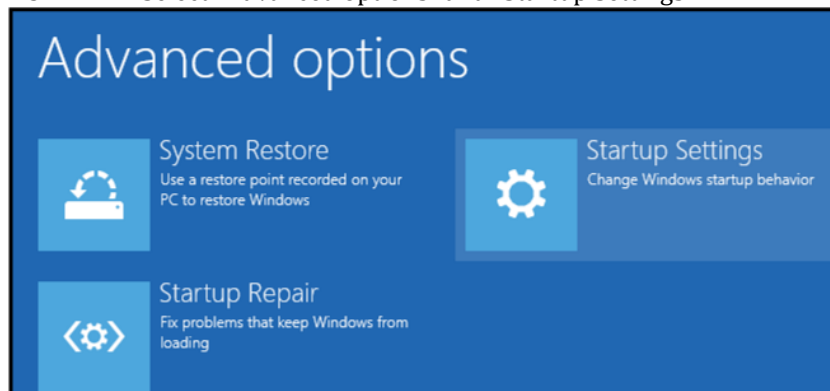 Advanced options
System Restore
Use a restore point recorded on your
PC to restore Windows
Startup Settings
Change Windows startup behavior
Startup Repair
Fix problems that keep Windows from
loading